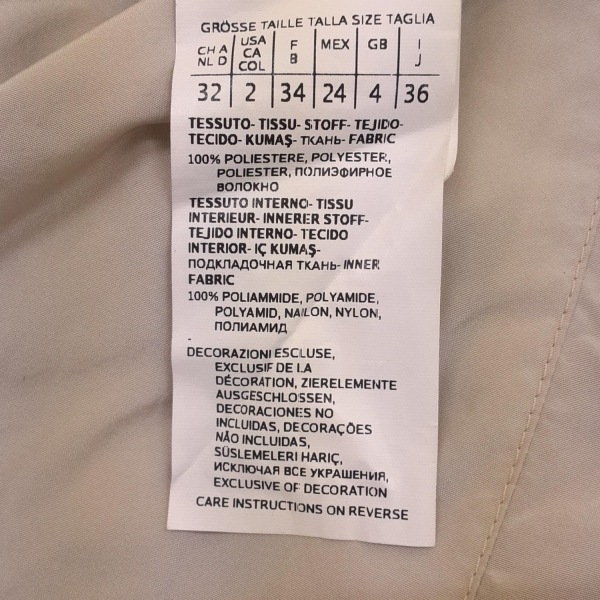 GRÖSSE TAILLE TALLA SIZE TAGLIA
CH A NL D USA CA COL F B MEX GB I J
32 2 34 24 4 36
TESSUTO- TISSU- STOFF- TEJIDO-
TECIDO- KUMAŞ- ТКАНЬ- FABRIC
100% POLIESTERE, POLYESTER,
POLIESTER, ПОЛИЭФИРНОЕ
ВОЛОКНО
TESSUTO INTERNO- TISSU
INTERIEUR- INNERER STOFF-
TEJIDO INTERNO- TECIDO
INTERIOR- IÇ KUMAŞ-
ПОДКЛАДОЧНАЯ ТКАНЬ- INNER
FABRIC
100% POLIAMMIDE, POLYAMIDE,
POLYAMID, NAILON, NYLON,
ПОЛИАМИД
-
DECORAZIONI ESCLUSE,
EXCLUSIF DE LA
DÉCORATION, ZIERELEMENTE
AUSGESCHLOSSEN,
DECORACIONES NO
INCLUIDAS, DECORAÇÕES
NÃO INCLUIDAS,
SÜSLEMELERI HARIÇ,
ИСКЛЮЧАЯ ВСЕ УКРАШЕНИЯ,
EXCLUSIVE OF DECORATION
CARE INSTRUCTIONS ON REVERSE